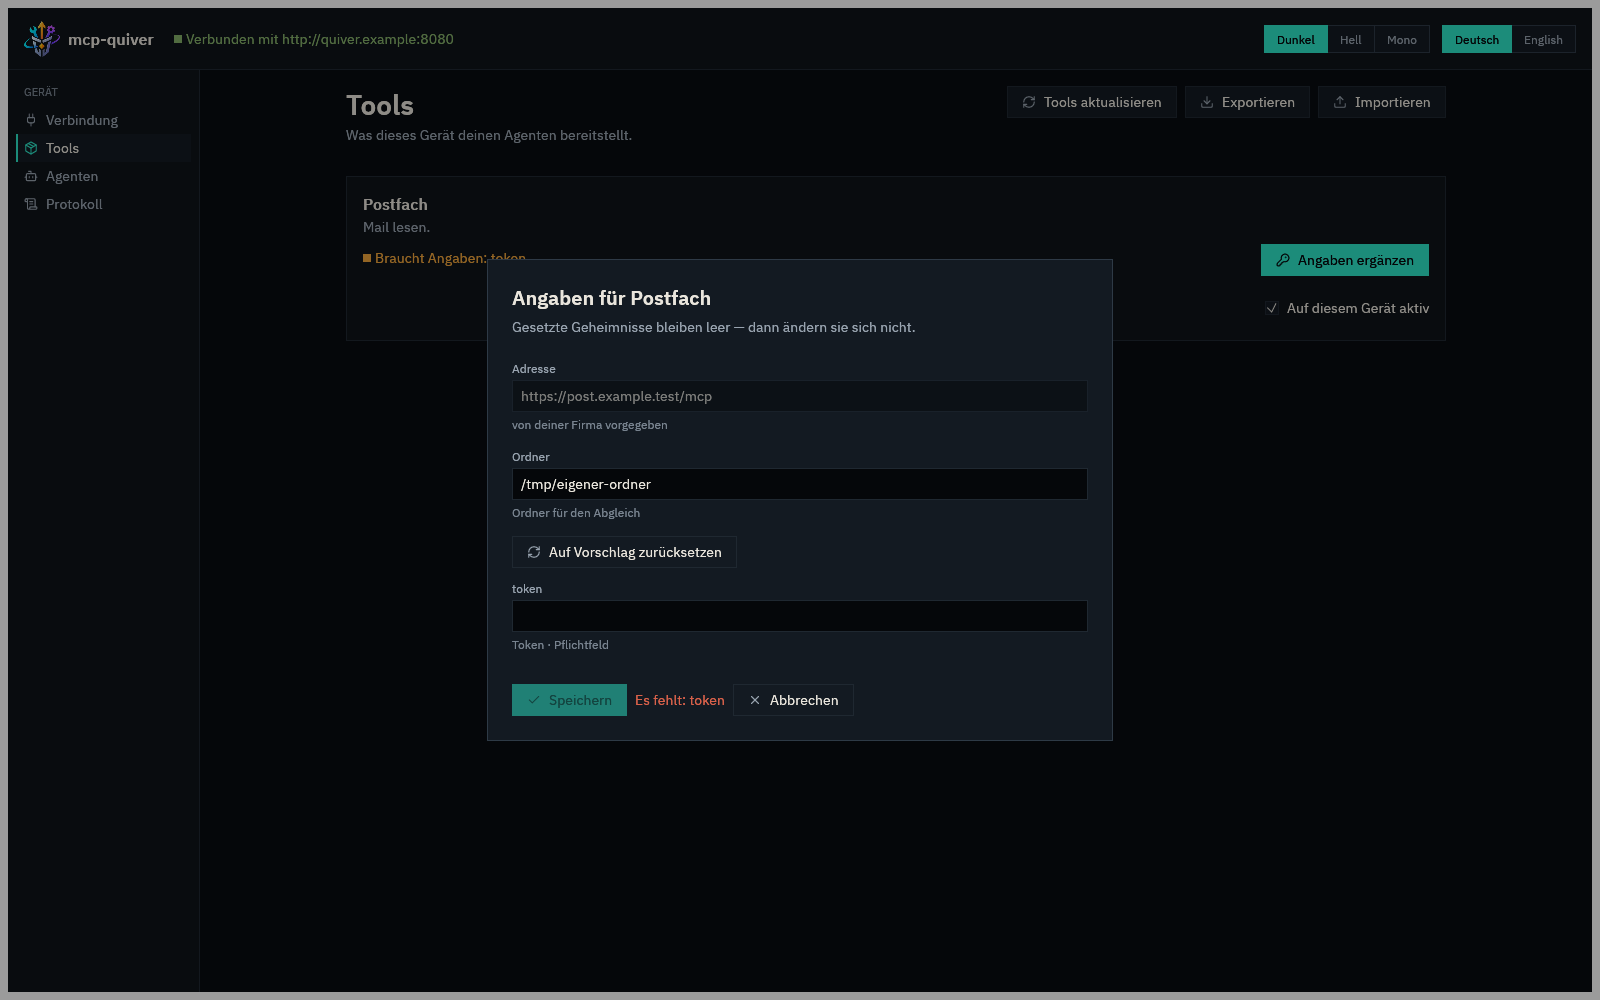 mcp-quiver
Verbunden mit http://quiver.example:8080
Dunkel
Hell
Mono
Deutsch
English
GERÄT
Verbindung
Tools
Agenten
Protokoll
Tools
Was dieses Gerät deinen Agenten bereitstellt.
Tools aktualisieren
Exportieren
Importieren
Postfach
Mail lesen.
Braucht Angaben: token
Angaben ergänzen
Auf diesem Gerät aktiv
Angaben für Postfach
Gesetzte Geheimnisse bleiben leer — dann ändern sie sich nicht.
Adresse
https://post.example.test/mcp
von deiner Firma vorgegeben
Ordner
/tmp/eigener-ordner
Ordner für den Abgleich
Auf Vorschlag zurücksetzen
token
Token · Pflichtfeld
Speichern
Es fehlt: token
Abbrechen